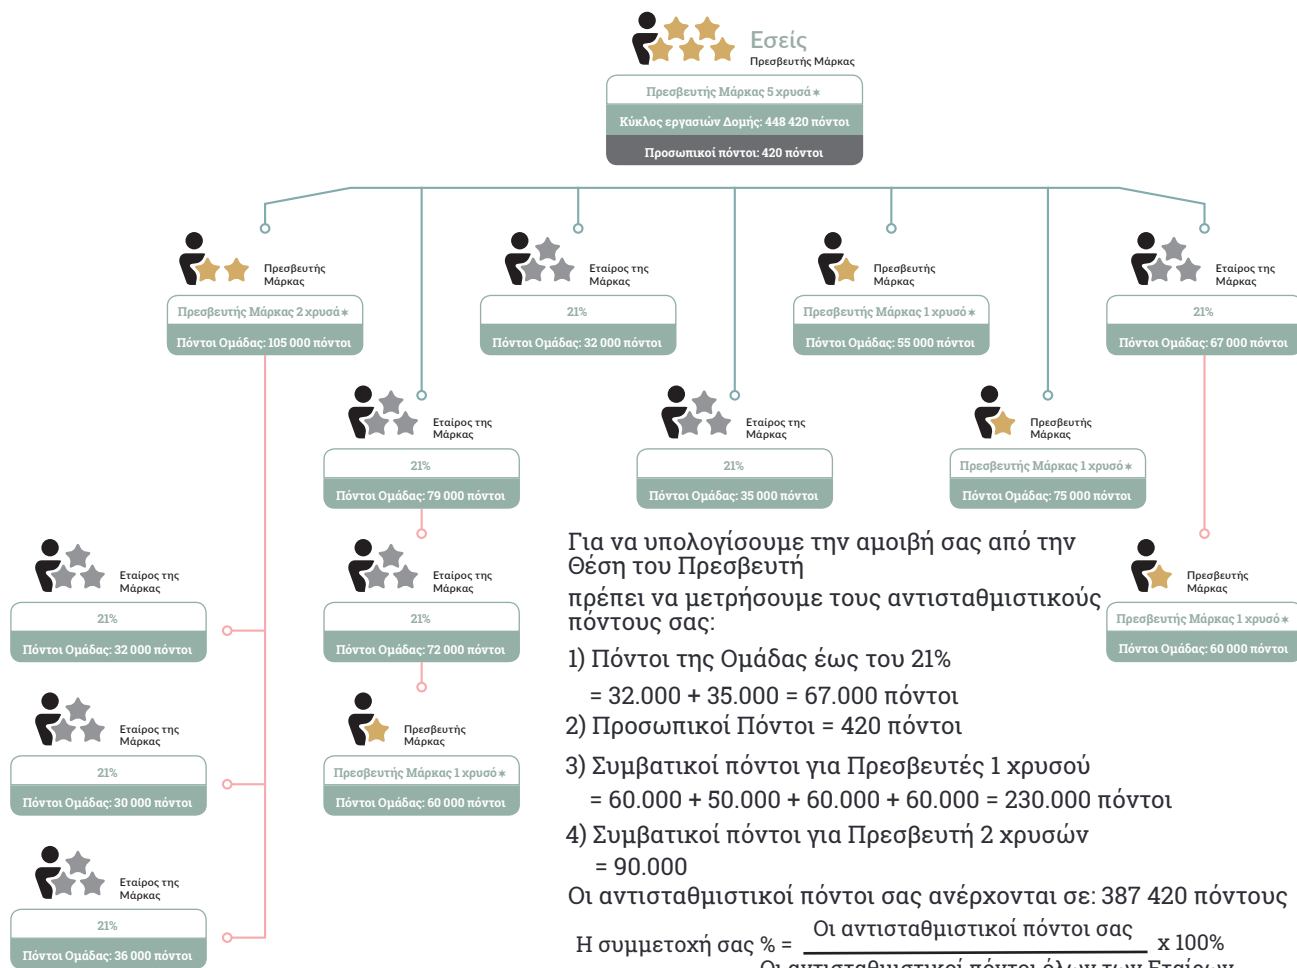 Εσείς
Πρεσβευτής Μάρκας
Πρεσβευτής Μάρκας 5 χρυσά ✶
Κύκλος εργασιών Δομής: 448 420 πόντοι
Προσωπικοί πόντοι: 420 πόντοι
Πρεσβευτής
Μάρκας
Πρεσβευτής Μάρκας 2 χρυσά ✶
Πόντοι Ομάδας: 105 000 πόντοι
Εταίρος της
Μάρκας
21%
Πόντοι Ομάδας: 32 000 πόντοι
Πρεσβευτής
Μάρκας
Πρεσβευτής Μάρκας 1 χρυσό ✶
Πόντοι Ομάδας: 55 000 πόντοι
Εταίρος της
Μάρκας
21%
Πόντοι Ομάδας: 67 000 πόντοι
Εταίρος της
Μάρκας
21%
Πόντοι Ομάδας: 79 000 πόντοι
Εταίρος της
Μάρκας
21%
Πόντοι Ομάδας: 35 000 πόντοι
Πρεσβευτής
Μάρκας
Πρεσβευτής Μάρκας 1 χρυσό ✶
Πόντοι Ομάδας: 75 000 πόντοι
Εταίρος της
Μάρκας
21%
Πόντοι Ομάδας: 32 000 πόντοι
Εταίρος της
Μάρκας
21%
Πόντοι Ομάδας: 72 000 πόντοι
Πρεσβευτής
Μάρκας
Πρεσβευτής Μάρκας 1 χρυσό ✶
Πόντοι Ομάδας: 60 000 πόντοι
Εταίρος της
Μάρκας
21%
Πόντοι Ομάδας: 30 000 πόντοι
Πρεσβευτής
Μάρκας
Πρεσβευτής Μάρκας 1 χρυσό ✶
Πόντοι Ομάδας: 60 000 πόντοι
Εταίρος της
Μάρκας
21%
Πόντοι Ομάδας: 36 000 πόντοι
Για να υπολογίσουμε την αμοιβή σας από την
Θέση του Πρεσβευτή
πρέπει να μετρήσουμε τους αντισταθμιστικούς
πόντους σας:
1) Πόντοι της Ομάδας έως του 21%
= 32.000 + 35.000 = 67.000 πόντοι
2) Προσωπικοί Πόντοι = 420 πόντοι
3) Συμβατικοί πόντοι για Πρεσβευτές 1 χρυσού
= 60.000 + 50.000 + 60.000 + 60.000 = 230.000 πόντοι
4) Συμβατικοί πόντοι για Πρεσβευτή 2 χρυσών
= 90.000
Οι αντισταθμιστικοί πόντοι σας ανέρχονται σε: 387 420 πόντους
Οι αντισταθμιστικοί πόντοι σας
Η συμμετοχή σας % = x 100%
Οι αντισταθμιστικοί πόντοι όλων των Εταίρων